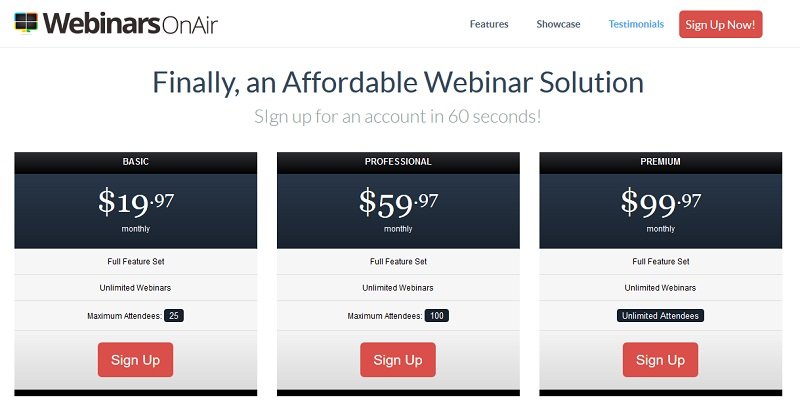 WebinarsOnAir
Features Showcase Testimonials Sign Up Now!
Finally, an Affordable Webinar Solution
SIgn up for an account in 60 seconds!
BASIC
$19.97
monthly
Full Feature Set
Unlimited Webinars
Maximum Attendees: 25
Sign Up
PROFESSIONAL
$59.97
monthly
Full Feature Set
Unlimited Webinars
Maximum Attendees: 100
Sign Up
PREMIUM
$99.97
monthly
Full Feature Set
Unlimited Webinars
Unlimited Attendees
Sign Up